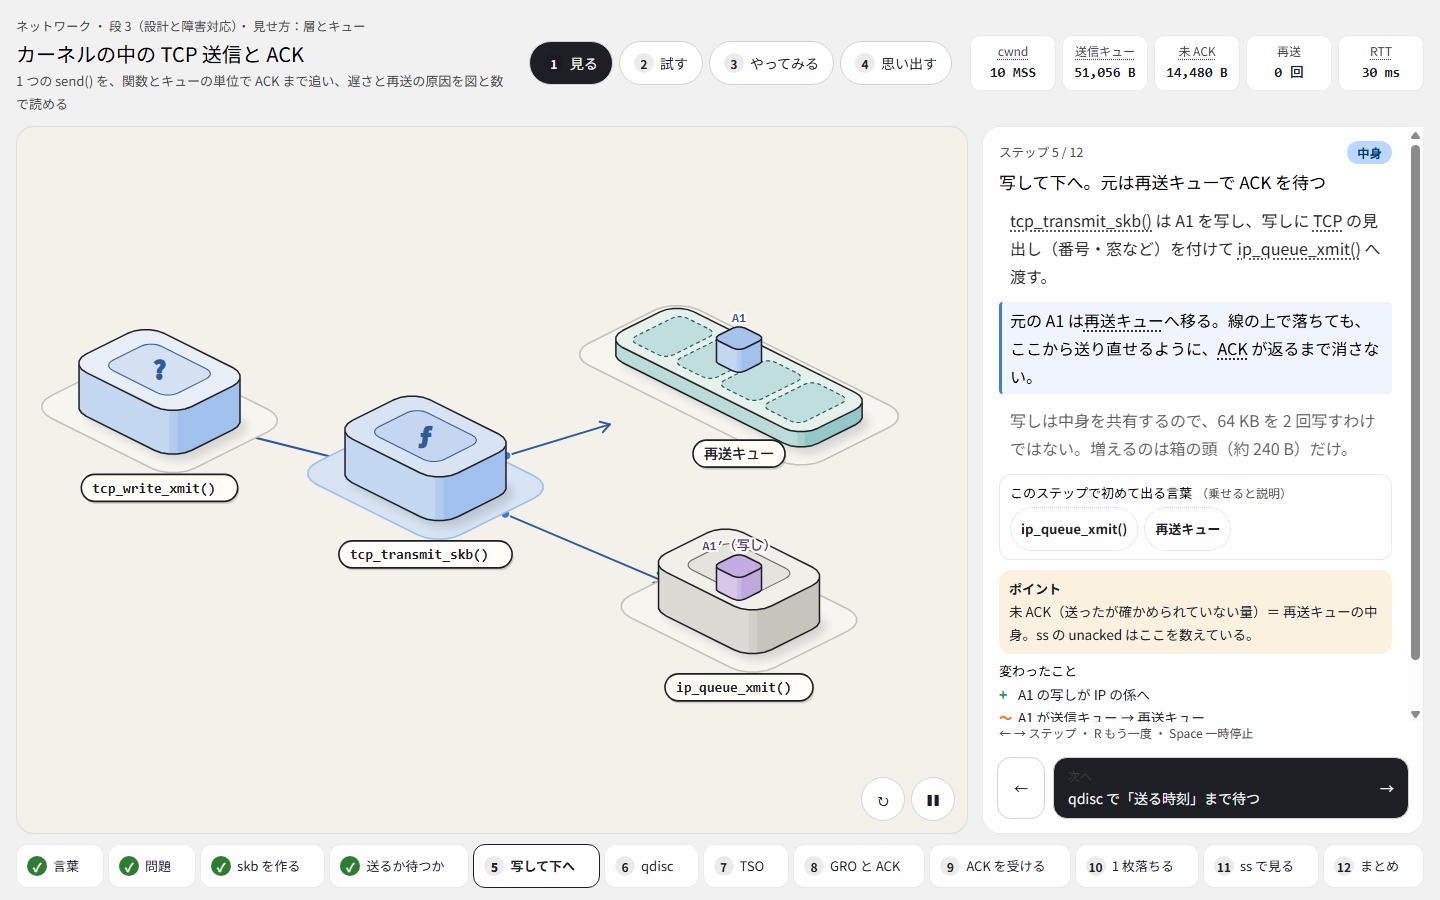 ネットワーク ・ 段 3（設計と障害対応）・ 見せ方：層とキュー
カーネルの中の TCP 送信と ACK
1 つの send() を、関数とキューの単位で ACK まで追い、遅さと再送の原因を図と数
で読める
1 見る
2 試す
3 やってみる
4 思い出す
cwnd
10 MSS
送信キュー
51,056 B
未 ACK
14,480 B
再送
0 回
RTT
30 ms
?
tcp_write_xmit()
ƒ
tcp_transmit_skb()
A1
再送キュー
A1′（写し）
ip_queue_xmit()
↻
ステップ 5 / 12
中身
写して下へ。元は再送キューで ACK を待つ
tcp_transmit_skb() は A1 を写し、写しに TCP の見
出し（番号・窓など）を付けて ip_queue_xmit() へ
渡す。
元の A1 は再送キューへ移る。線の上で落ちても、
ここから送り直せるように、ACK が返るまで消さな
い。
写しは中身を共有するので、64 KB を 2 回写すわけ
ではない。増えるのは箱の頭（約 240 B）だけ。
このステップで初めて出る言葉 （乗せると説明）
ip_queue_xmit()
再送キュー
ポイント
未 ACK（送ったが確かめられていない量）＝ 再送キューの中
身。ss の unacked はここを数えている。
変わったこと
+ A1 の写しが IP の係へ
〜 A1 が送信キュー → 再送キュー
← → ステップ ・ R もう一度 ・ Space 一時停止
←
次へ
qdisc で「送る時刻」まで待つ →
✓ 言葉
✓ 問題
✓ skb を作る
✓ 送るか待つか
5 写して下へ
6 qdisc
7 TSO
8 GRO と ACK
9 ACK を受ける
10 1 枚落ちる
11 ss で見る
12 まとめ